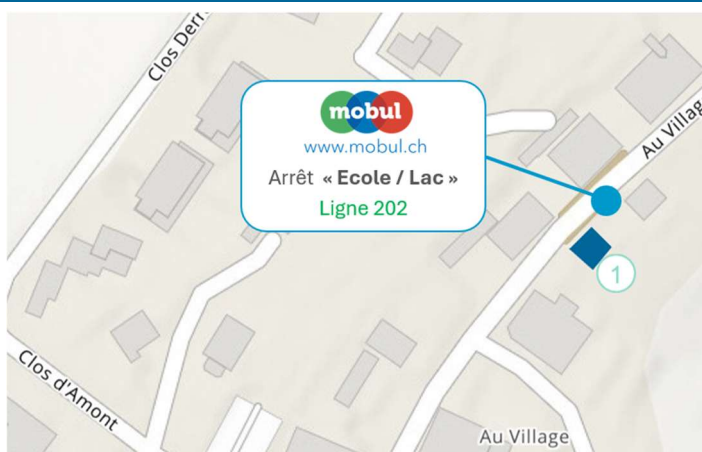 Clos Derr
mobul
www.mobul.ch
Arrêt « Ecole / Lac »
Ligne 202
Au Villag
1
Clos d'Amont
Au Village